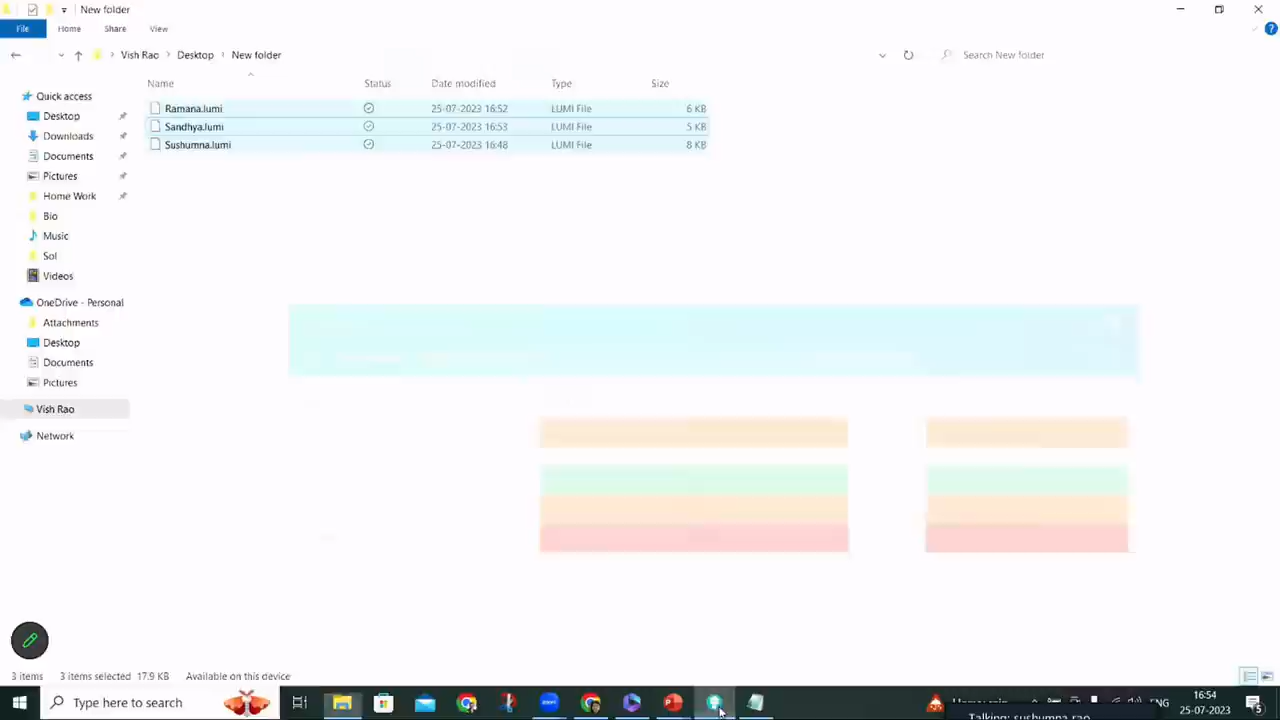 New folder
File Home Share View
Vish Rao Desktop New folder Search New folder
Name Status Date modified Type Size
Ramana.lumi 25-07-2023 16:52 LUMI File 6 KB
Sandhya.lumi 25-07-2023 16:53 LUMI File 5 KB
Sushumna.lumi 25-07-2023 16:48 LUMI File 8 KB
Quick access
Desktop
Downloads
Documents
Pictures
Home Work
Bio
Music
Sol
Videos
OneDrive - Personal
Attachments
Desktop
Documents
Pictures
Vish Rao
Network
3 items 3 items selected 17.9 KB Available on this device
Type here to search
ENG
16:54
25-07-2023
5
Talking: sushumna rao